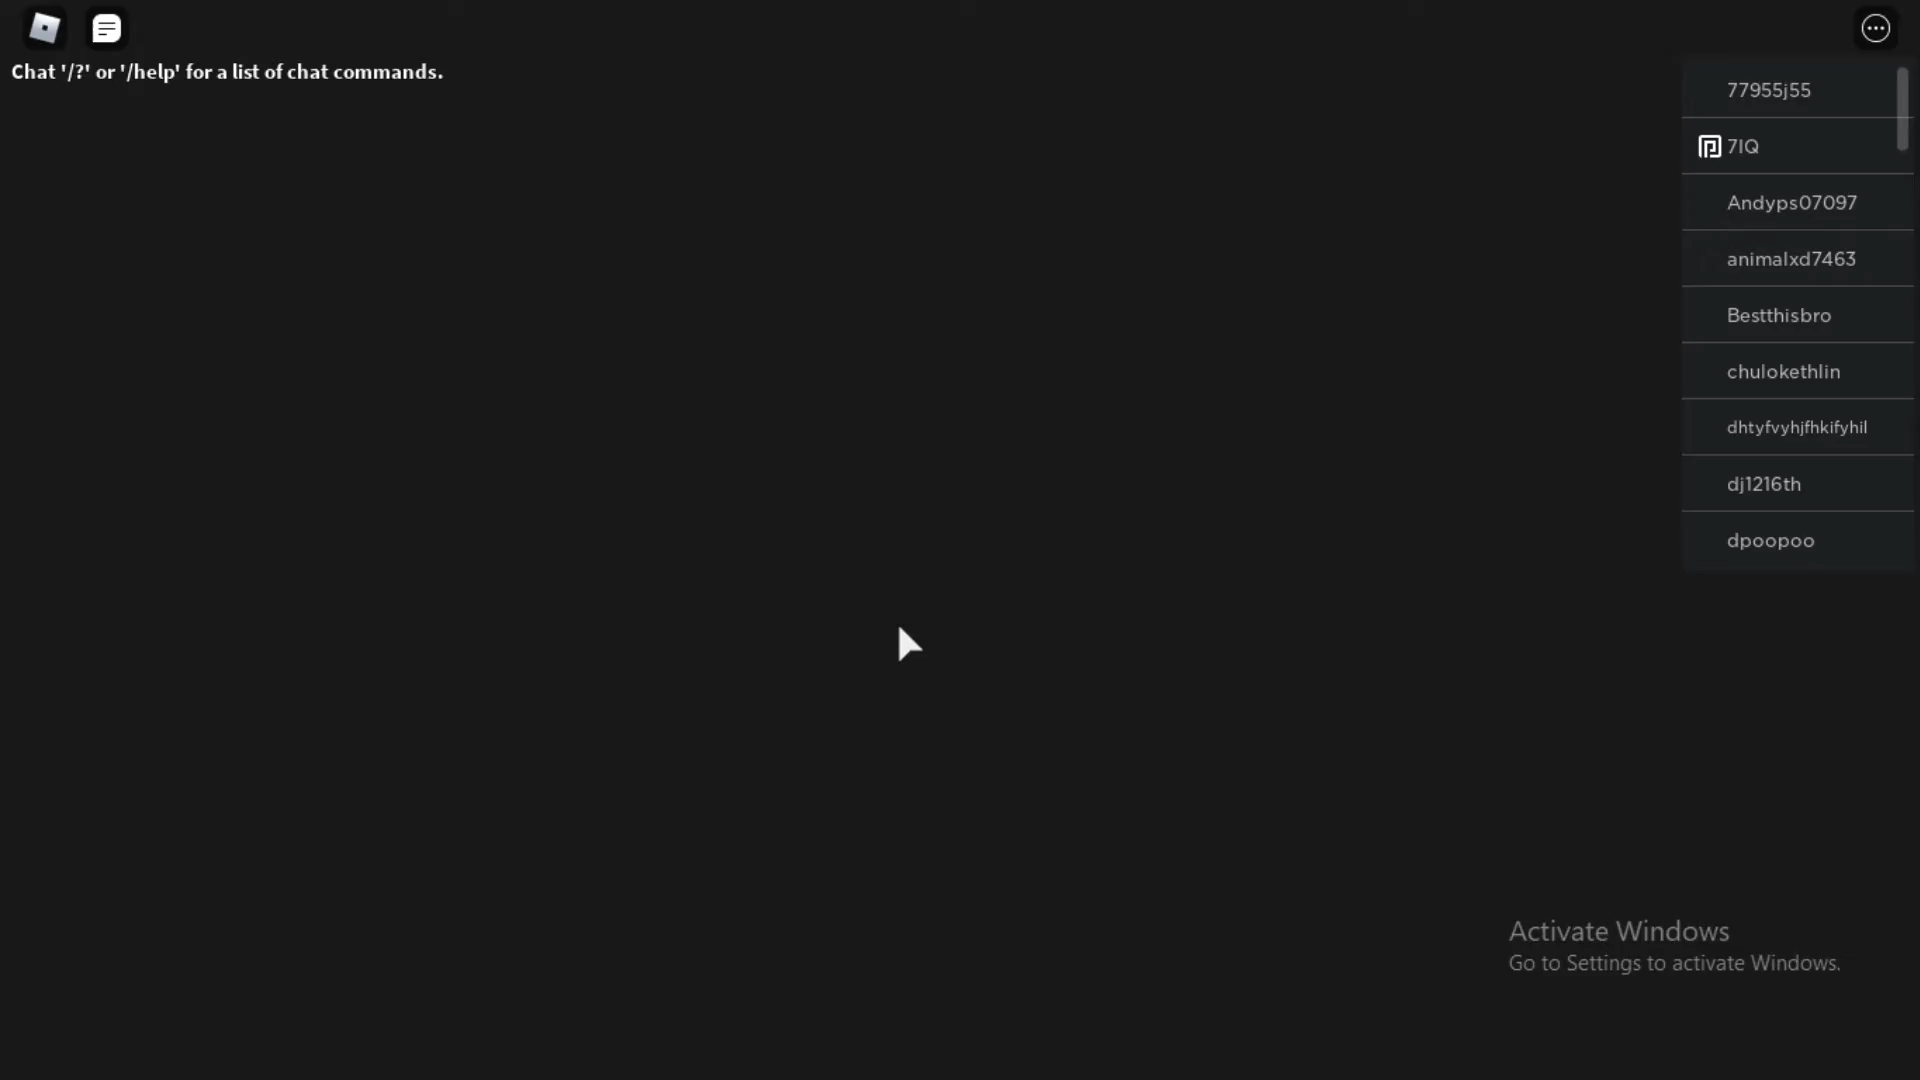 Chat '/?' or '/help' for a list of chat commands.
77955j55
7IQ
Andyps07097
animalxd7463
Bestthisbro
chulokethlin
dhtyfvyhjfhkifyhil
dj1216th
dpoopoo
Activate Windows
Go to Settings to activate Windows.